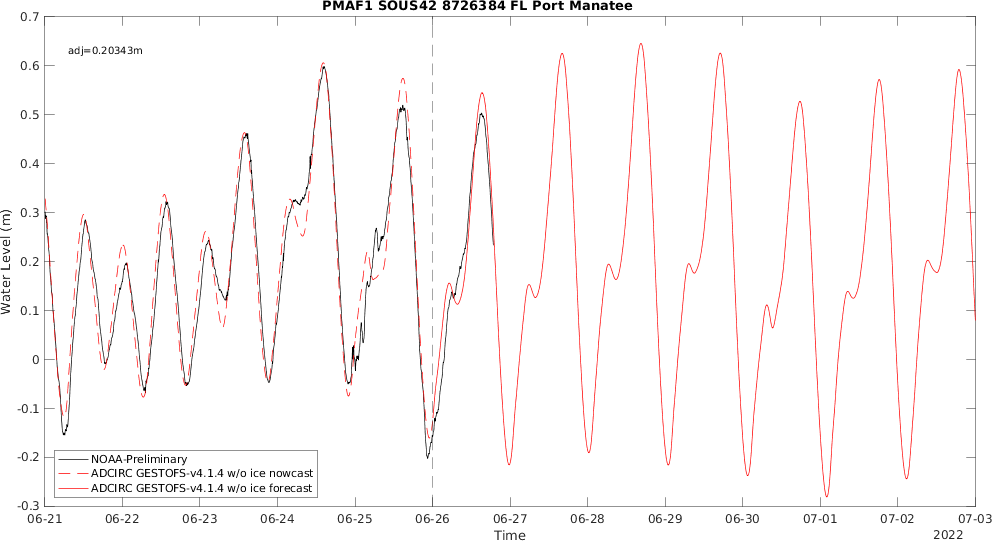 PMAF1 SOUS42 8726384 FL Port Manatee
adj=0.20343m
Water Level (m)
0.7
0.6
0.5
0.4
0.3
0.2
0.1
0
-0.1
-0.2
-0.3
NOAA-Preliminary
ADCIRC GESTOFS-v4.1.4 w/o ice nowcast
ADCIRC GESTOFS-v4.1.4 w/o ice forecast
06-21 06-22 06-23 06-24 06-25 06-26 06-27 06-28 06-29 06-30 07-01 07-02 07-03
Time
2022